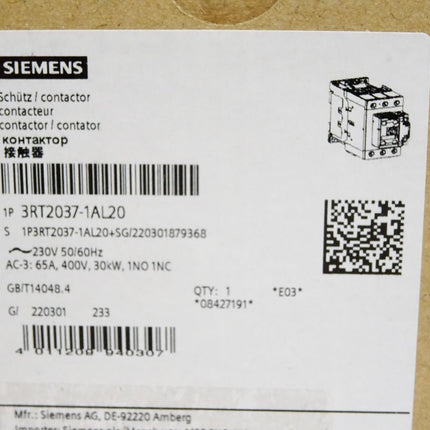 SIEMENS
Schütz / contactor
contacteur
contactor / contator
контактор
接触器
1P 3RT2037-1AL20
S 1P3RT2037-1AL20+SG/220301879368
~230V 50/60Hz
AC-3: 65A, 400V, 30kW, 1NO 1NC
GB/T14048.4
QTY: 1 *E03*
*08427191*
G/ 220301 233
4 011209 940307
Mfr.: Siemens AG, DE-92220 Amberg